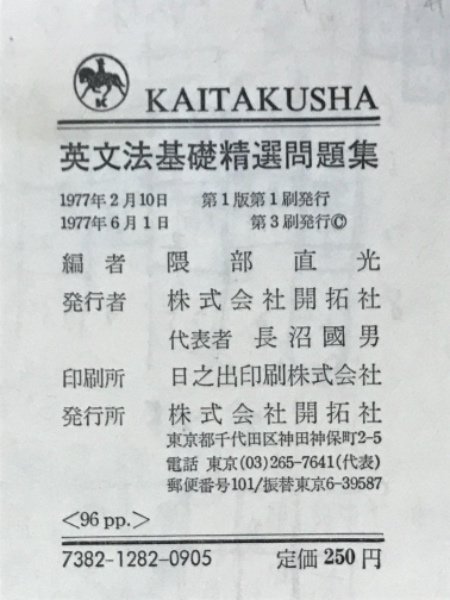 K
KAITAKUSHA
英文法基礎精選問題集
1977年2月10日 第1版第1刷発行
1977年6月1日 第3刷発行©
編者 隈部直光
発行者 株式会社開拓社
代表者 長沼國男
印刷所 日之出印刷株式会社
発行所 株式会社開拓社
東京都千代田区神田神保町2-5
電話 東京(03)265-7641(代表)
郵便番号101/振替東京6-39587
<96 pp.>
7382-1282-0905 定価 250 円